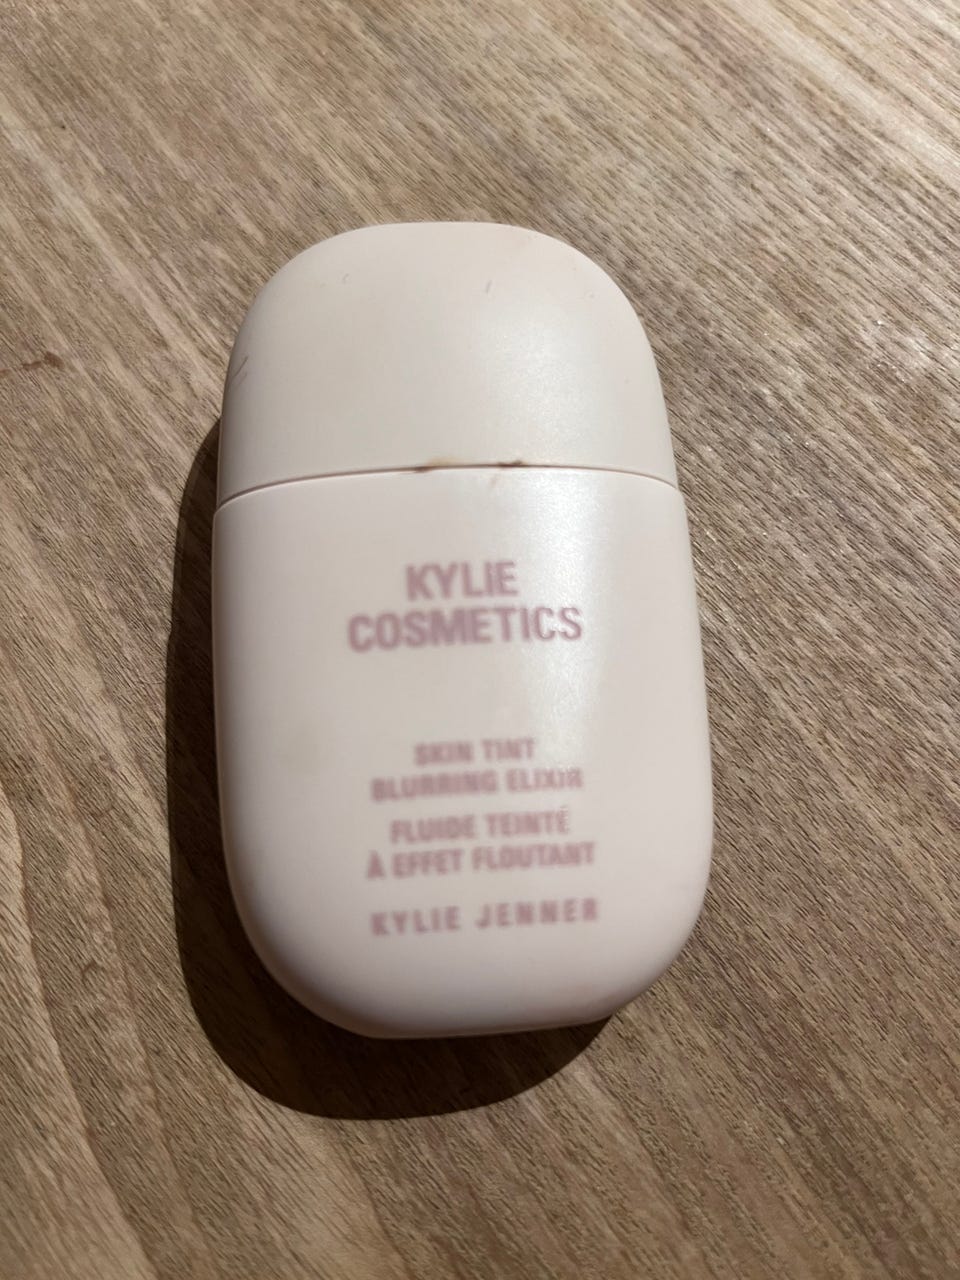 KYLiE
COSMETICS
SKIN TINT
BLURRING ELIXIR
FLUIDE TEINTÉ
À EFFET FLOUTANT
KYLIE JENNER